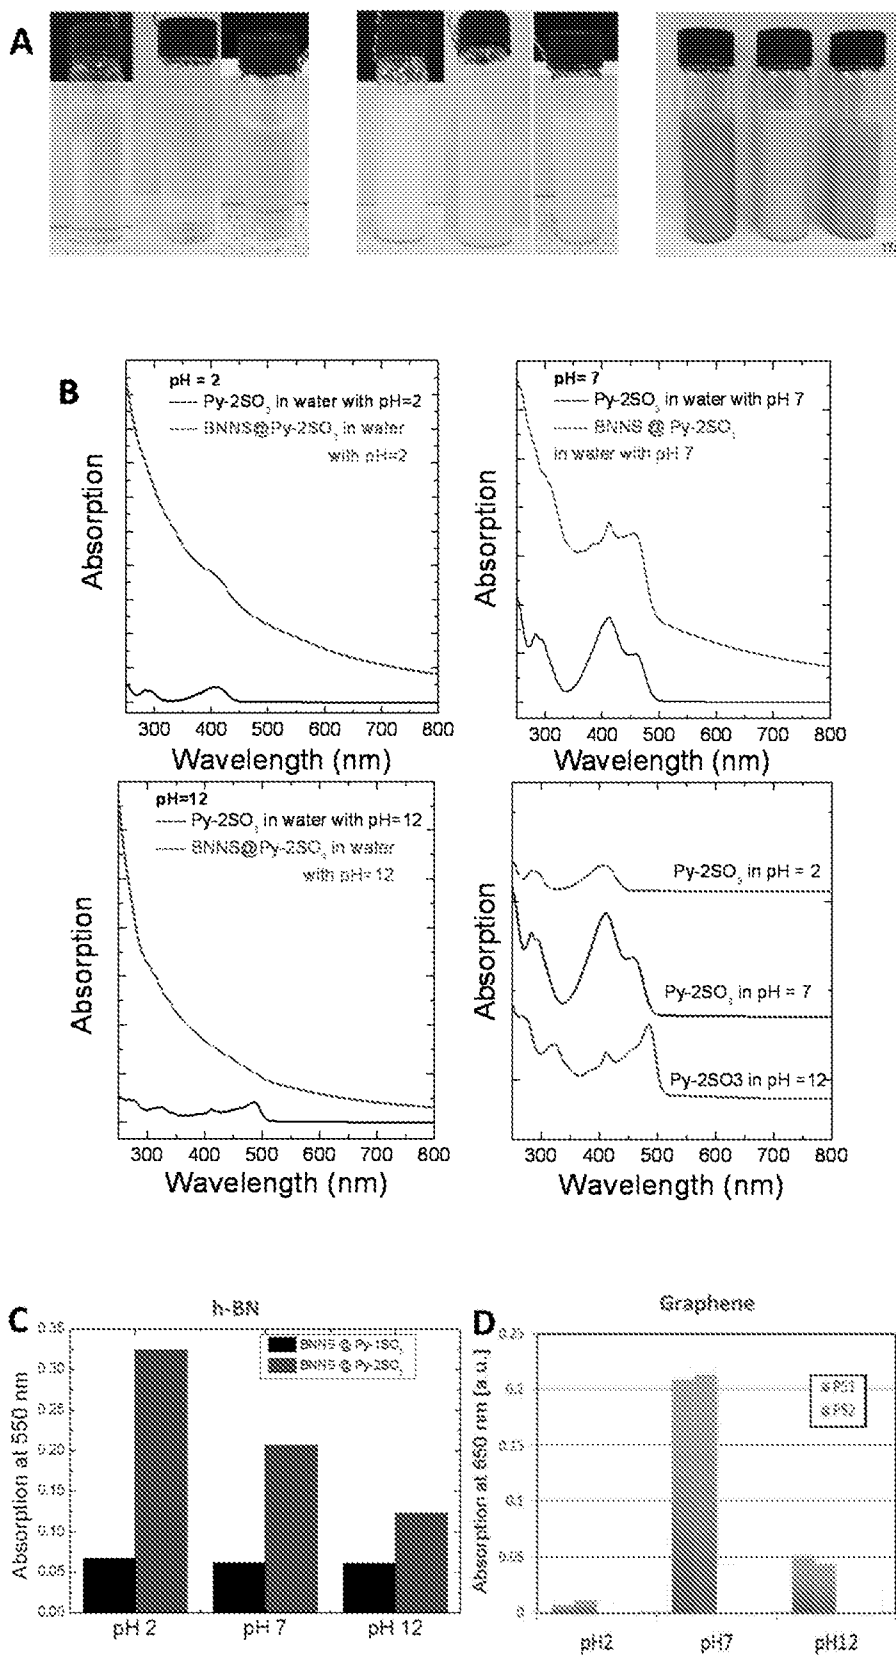 A
B
pH = 2
Py-2SO3 in water with pH=2
BNNS@Py-2SO3 in water
with pH=2
Absorption
300 400 500 600 700 800
Wavelength (nm)
pH= 7
Py-2SO3 in water with pH 7
BNNS @ Py-2SO3
in water with pH 7
Absorption
300 400 500 600 700 800
Wavelength (nm)
pH=12
Py-2SO3 in water with pH=12
BNNS@Py-2SO3 in water
with pH=12
Absorption
300 400 500 600 700 800
Wavelength (nm)
Py-2SO3 in pH = 2
Py-2SO3 in pH = 7
Py-2SO3 in pH =12
Absorption
300 400 500 600 700 800
Wavelength (nm)
C
h-BN
BNNS @ Py-1SO3
BNNS @ Py-2SO3
Absorption at 550 nm
0.35
0.30
0.20
0.15
0.10
0.05
0.00
pH 2 pH 7 pH 12
D
Graphene
PS1
PS2
Absorption at 660 nm [a.u.]
0.25
0.2
0.15
0.1
0.05
0
pH2 pH7 pH12